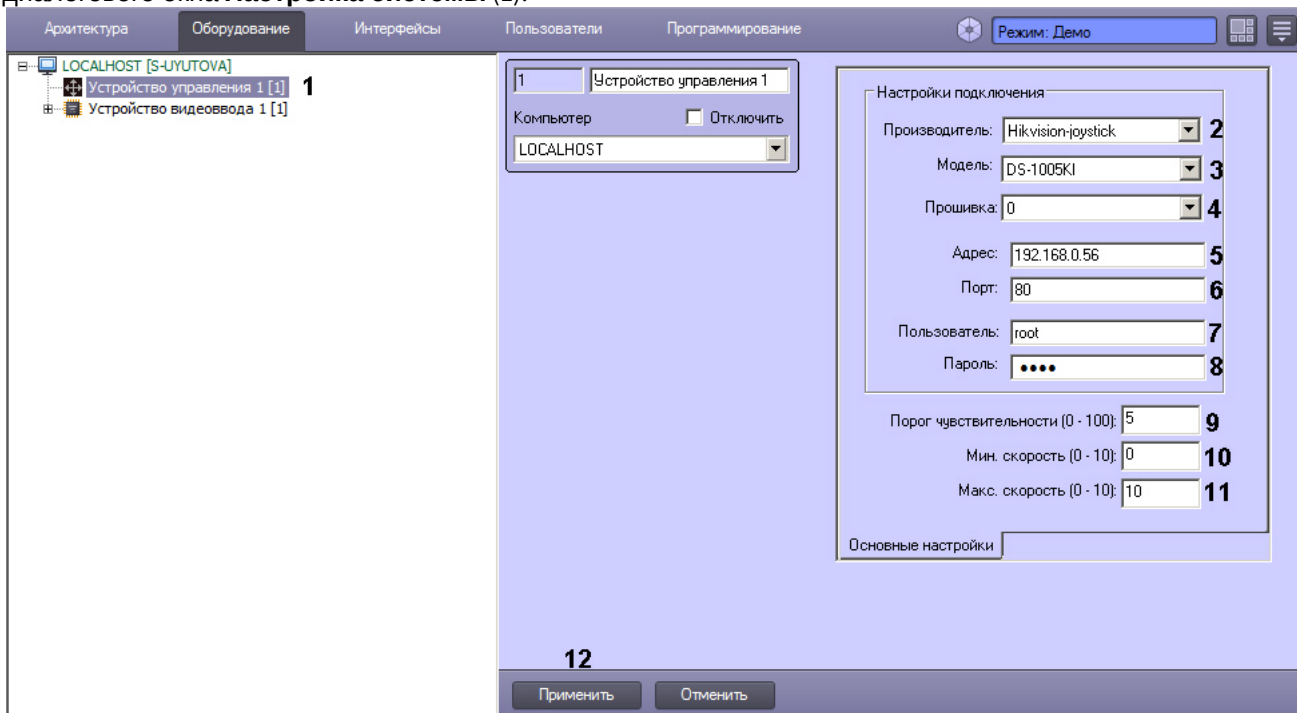 диалогового окна Настройка системы (1).
Архитектура Оборудование Интерфейсы Пользователи Программирование Режим: Демо
LOCALHOST [S-UYUTOVA]
Устройство управления 1 [1] 1
Устройство видеоввода 1 [1]
1 Устройство управления 1
Компьютер Отключить
LOCALHOST
Настройки подключения
Производитель: Hikvision-joystick 2
Модель: DS-1005KI 3
Прошивка: 0 4
Адрес: 192.168.0.56 5
Порт: 80 6
Пользователь: root 7
Пароль: •••• 8
Порог чувствительности (0 - 100): 5 9
Мин. скорость (0 - 10): 0 10
Макс. скорость (0 - 10): 10 11
Основные настройки
12
Применить Отменить